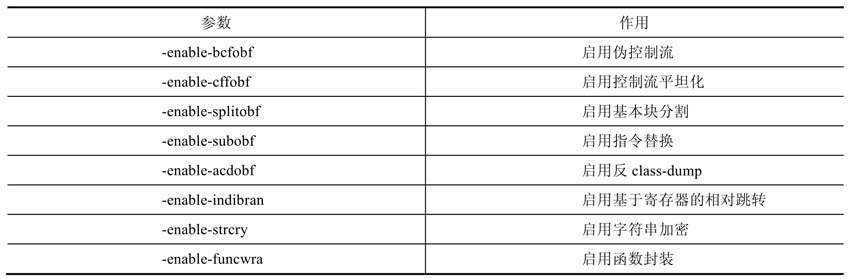 参数 作用
-enable-bcfobf 启用伪控制流
-enable-cffobf 启用控制流平坦化
-enable-splitobf 启用基本块分割
-enable-subobf 启用指令替换
-enable-acdobf 启用反 class-dump
-enable-indibran 启用基于寄存器的相对跳转
-enable-strcry 启用字符串加密
-enable-funcwra 启用函数封装